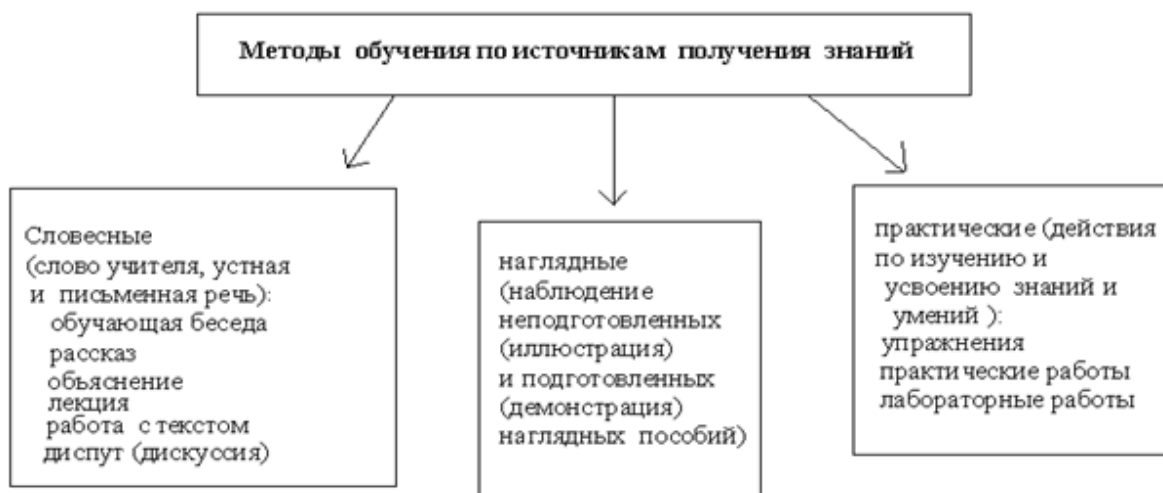 Методы обучения по источникам получения знаний
Словесные
(слово учителя, устная
и письменная речь):
обучающая беседа
рассказ
обьяснение
лекция
работа с текстом
диспут (дискуссия)
наглядные
(наблюдение
неподготовленных
(иллюстрация)
и подготовленных
(демонстрация)
наглядных пособий)
практические (действия
по изучению и
усвоению знаний и
умений ):
упражнения
практические работы
лабораторные работы